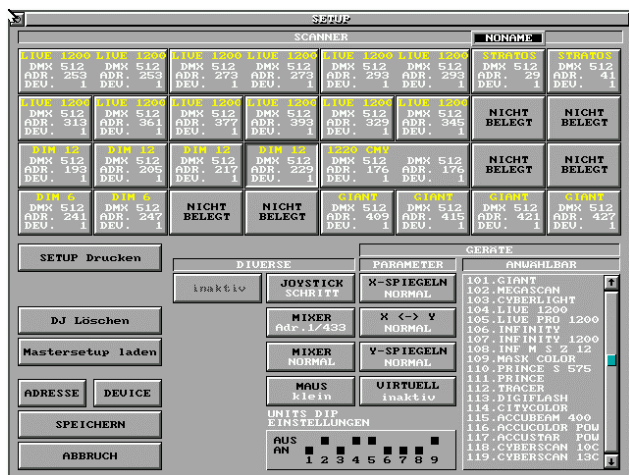 SETUP
SCANNER NONAME
LIVE 1200 LIVE 1200 LIVE 1200 LIVE 1200 LIVE 1200 LIVE 1200 STRATOS STRATOS
DMX 512 DMX 512 DMX 512 DMX 512 DMX 512 DMX 512 DMX 512 DMX 512
ADR. 253 ADR. 253 ADR. 273 ADR. 273 ADR. 293 ADR. 293 ADR. 29 ADR. 41
DEV. 1 DEV. 1 DEV. 1 DEV. 1 DEV. 1 DEV. 1 DEV. 1 DEV. 1
LIVE 1200 LIVE 1200 LIVE 1200 LIVE 1200 LIVE 1200 LIVE 1200
DMX 512 DMX 512 DMX 512 DMX 512 DMX 512 DMX 512 NICHT NICHT
ADR. 313 ADR. 361 ADR. 377 ADR. 393 ADR. 329 ADR. 345 BELEGT BELEGT
DEV. 1 DEV. 1 DEV. 1 DEV. 1 DEV. 1 DEV. 1
DIM 12 DIM 12 DIM 12 DIM 12 1220 CMY
DMX 512 DMX 512 DMX 512 DMX 512 DMX 512 DMX 512 NICHT NICHT
ADR. 193 ADR. 205 ADR. 217 ADR. 229 ADR. 176 ADR. 176 BELEGT BELEGT
DEV. 1 DEV. 1 DEV. 1 DEV. 1 DEV. 1 DEV. 1
DIM 6 DIM 6 GIANT GIANT GIANT GIANT
DMX 512 DMX 512 NICHT NICHT DMX 512 DMX 512 DMX 512 DMX 512
ADR. 241 ADR. 247 BELEGT BELEGT ADR. 409 ADR. 415 ADR. 421 ADR. 427
DEV. 1 DEV. 1 DEV. 1 DEV. 1 DEV. 1 DEV. 1
SETUP Drucken
DJ Löschen
Mastersetup laden
ADRESSE DEVICE
SPEICHERN
ABBRUCH
DIVERSE
inaktiv
JOYSTICK
SCHRITT
MIXER
Adr.1/433
MIXER
NORMAL
MAUS
klein
UNITS DIP
EINSTELLUNGEN
AUS
AN
1 2 3 4 5 6 7 8 9
GERÄTE
PARAMETER
X-SPIEGELN
NORMAL
X <-> Y
NORMAL
Y-SPIEGELN
NORMAL
VIRTUELL
inaktiv
ANWÄHLBAR
101.GIANT
102.MEGASCAN
103.CYBERLIGHT
104.LIVE 1200
105.LIVE PRO 1200
106.INFINITY
107.INFINITY 1200
108.INF M S Z 12
109.MASK COLOR
110.PRINCE S 575
111.PRINCE
112.TRACER
113.DIGIFLASH
114.CITYCOLOR
115.ACCUBEAM 400
116.ACCUCOLOR POW
117.ACCUSTAR POW
118.CYBERSCAN 10C
119.CYBERSCAN 13C